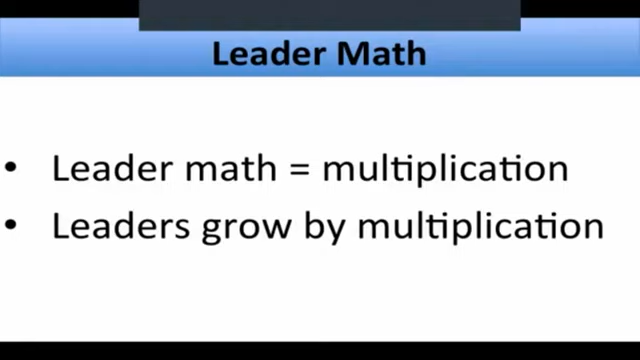 Leader Math
• Leader math = multiplication
• Leaders grow by multiplication